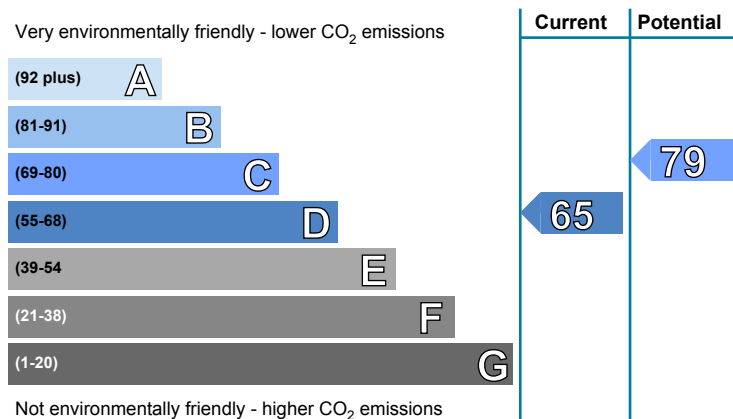 Current Potential
Very environmentally friendly - lower CO₂ emissions
(92 plus) A
(81-91) B
(69-80) C
79
(55-68) D
65
(39-54 E
(21-38) F
(1-20) G
Not environmentally friendly - higher CO₂ emissions